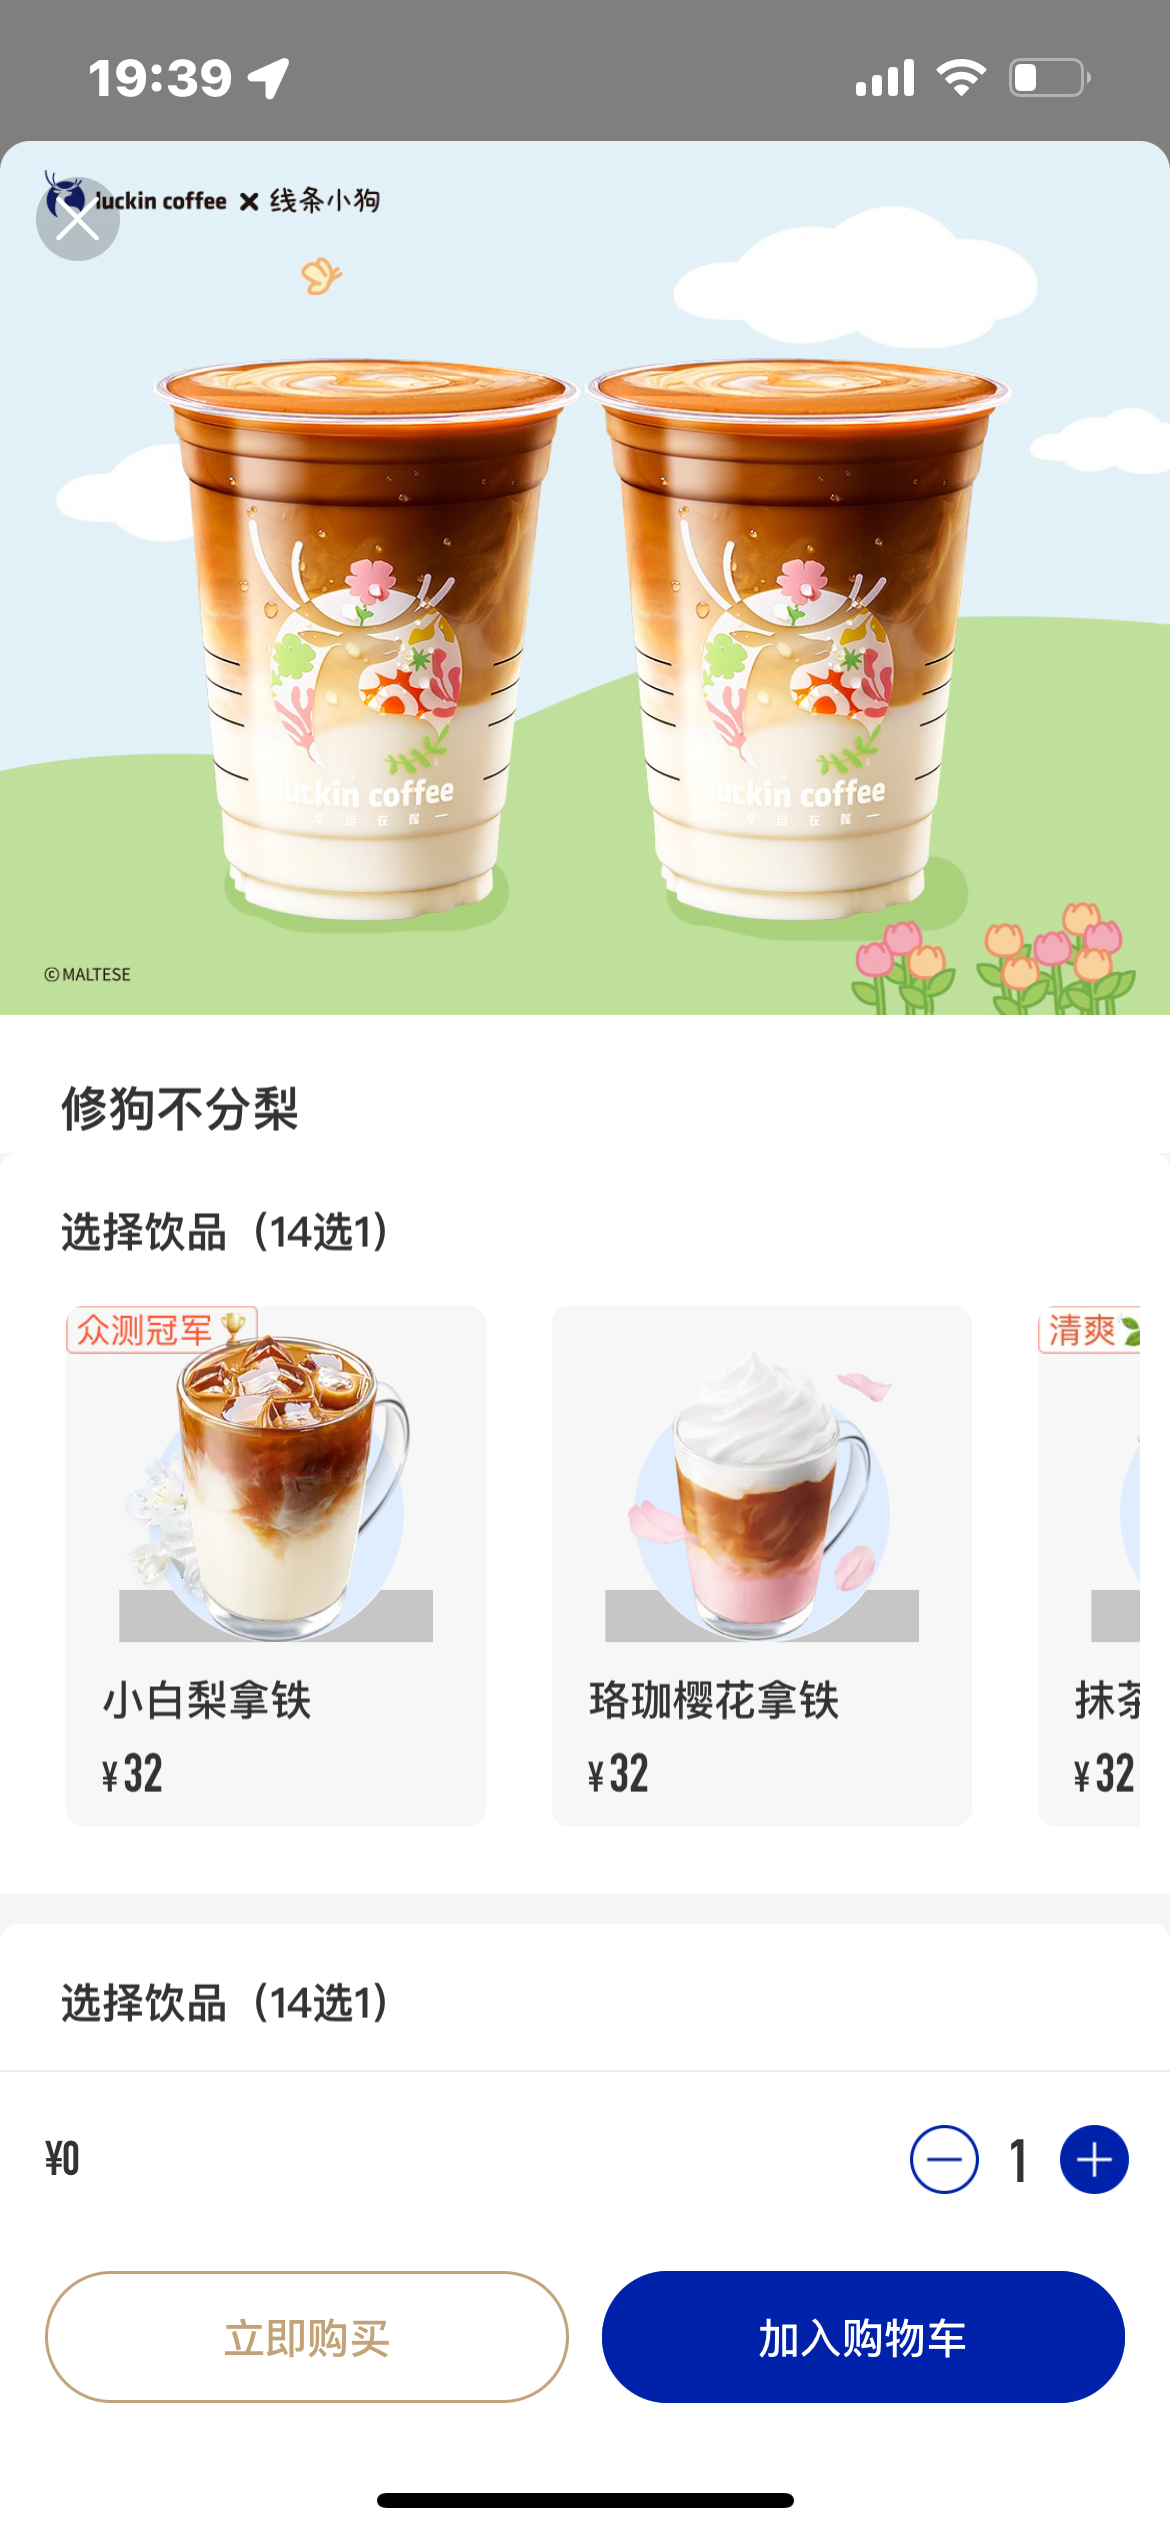 19:39
luckin coffee × 线条小狗
luckin coffee
luckin coffee
©MALTESE
修狗不分梨
选择饮品（14选1）
众测冠军🏆
清爽
小白梨拿铁
珞珈樱花拿铁
抹茶
¥32
¥32
¥32
选择饮品（14选1）
¥0
1
立即购买
加入购物车